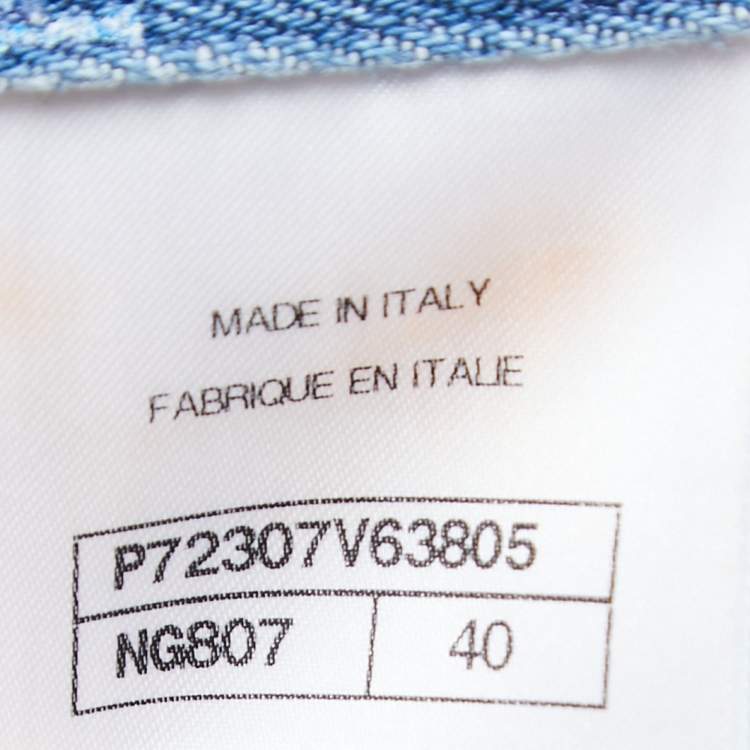 MADE IN ITALY
FABRIQUE EN ITALIE
P72307V63805
NG807 40